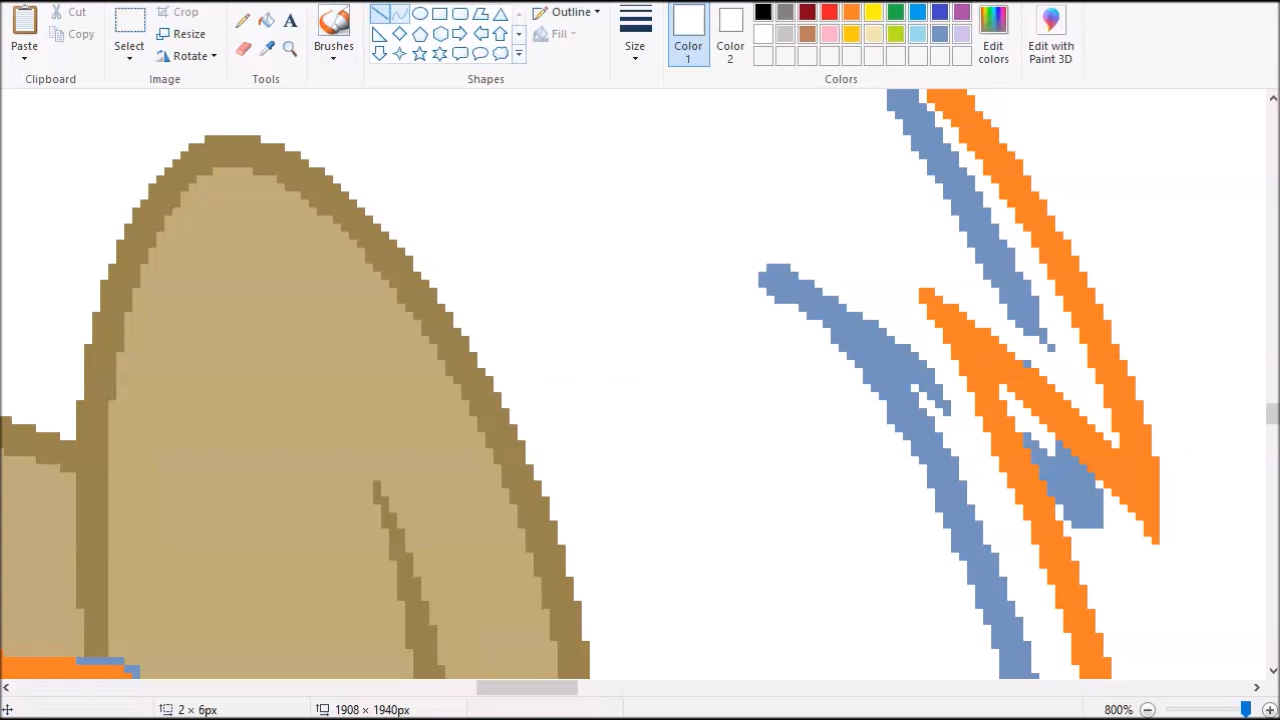 Paste
Cut
Copy
Clipboard
Select
Crop
Resize
Rotate
Image
A
Tools
Brushes
Outline
Fill
Shapes
Size
Color
1
Color
2
Edit
colors
Colors
Edit with
Paint 3D
2 × 6px
1908 × 1940px
800%